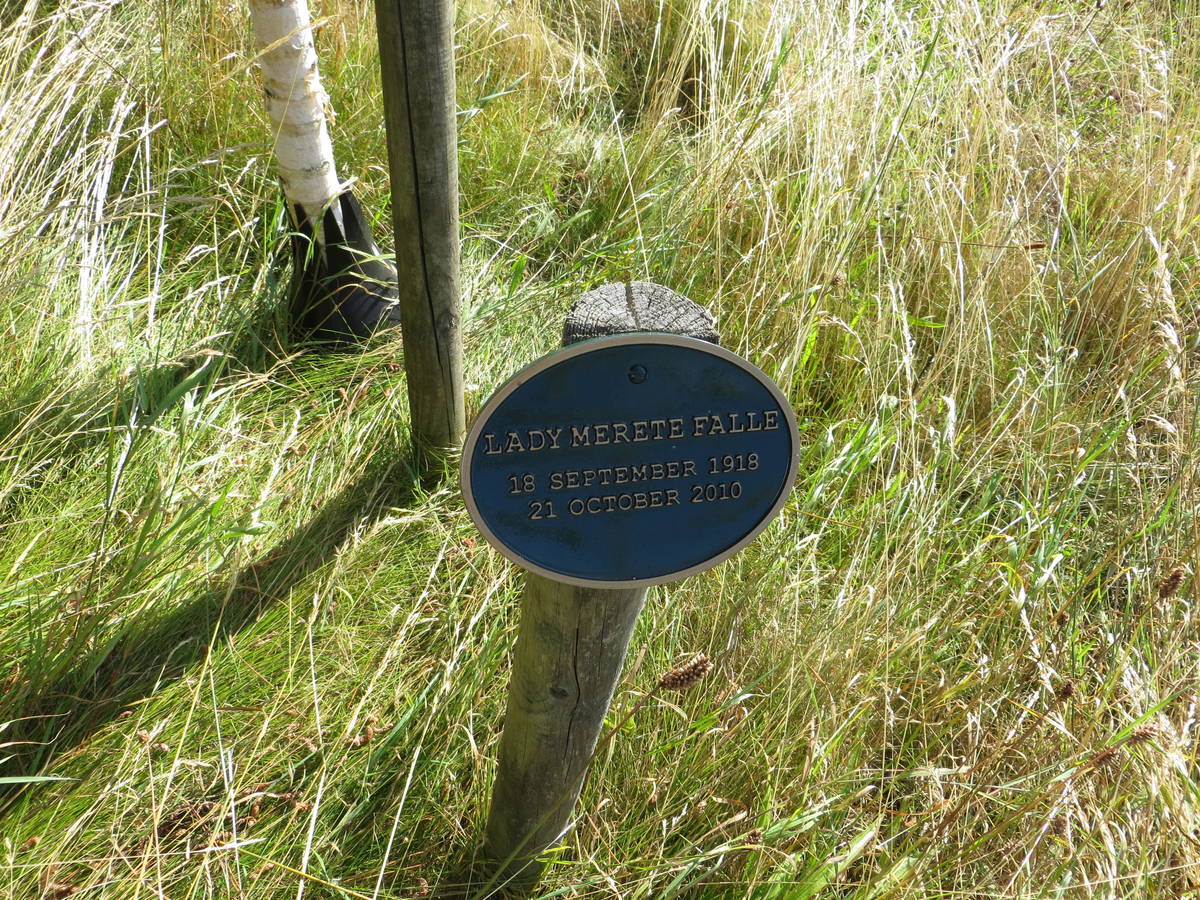 LADY MERETE FALLE
18 SEPTEMBER 1918
21 OCTOBER 2010